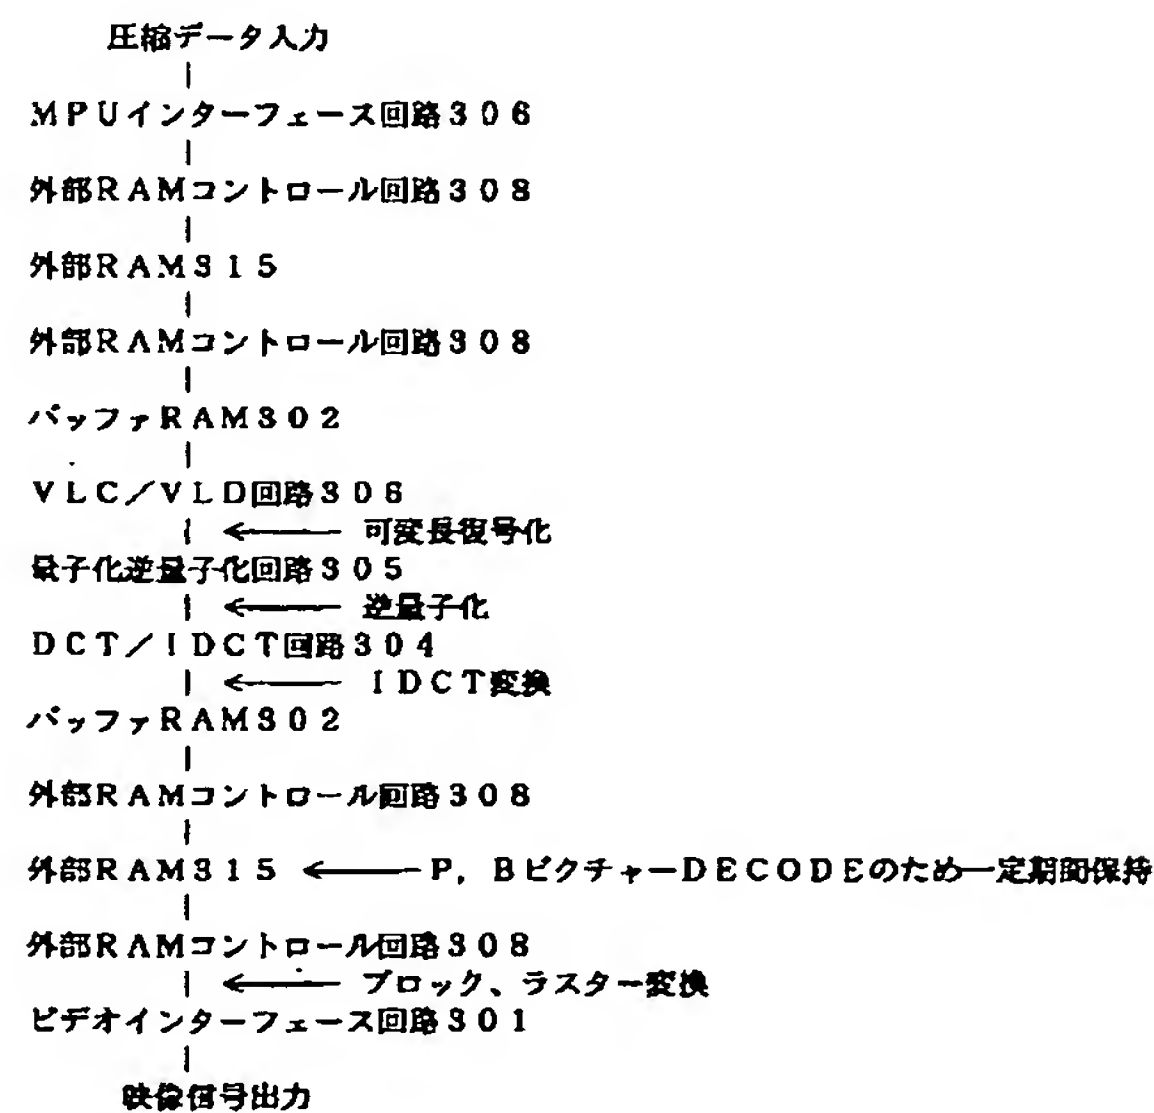 圧縮データ入力
|
MPUインターフェース回路306
|
外部RAMコントロール回路308
|
外部RAM315
|
外部RAMコントロール回路308
|
バッファRAM302
|
VLC/VLD回路306
| ←―― 可変長復号化
量子化逆量子化回路305
| ←―― 逆量子化
DCT/IDCT回路304
| ←―― IDCT変換
バッファRAM302
|
外部RAMコントロール回路308
|
外部RAM315 ←―― P,BピクチャーDECODEのため一定期間保持
|
外部RAMコントロール回路308
| ←―― ブロック、ラスター変換
ビデオインターフェース回路301
|
映像信号出力